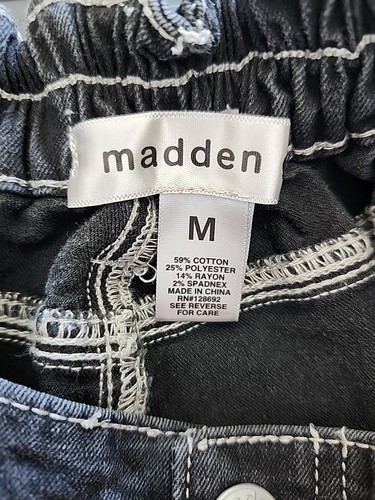 madden
M
59% COTTON
25% POLYESTER
14% RAYON
2% SPADNEX
MADE IN CHINA
RN#128692
SEE REVERSE
FOR CARE